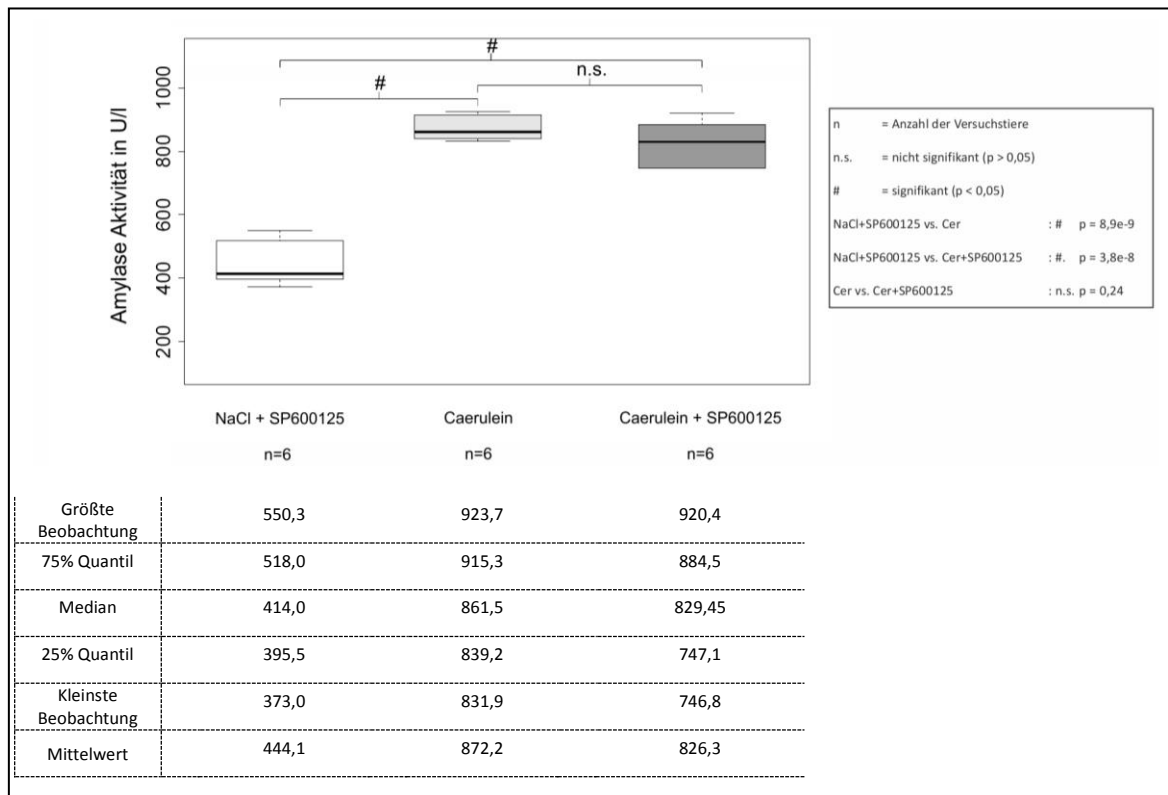 #
n.s.
#
Amylase Aktivität in U/l
1000
800
600
400
200
NaCl + SP600125 Caerulein Caerulein + SP600125
n=6 n=6 n=6
n = Anzahl der Versuchstiere
n.s. = nicht signifikant (p > 0,05)
# = signifikant (p < 0,05)
NaCl+SP600125 vs. Cer : # p = 8,9e-9
NaCl+SP600125 vs. Cer+SP600125 : #. p = 3,8e-8
Cer vs. Cer+SP600125 : n.s. p = 0,24
Größte
Beobachtung 550,3 923,7 920,4
75% Quantil 518,0 915,3 884,5
Median 414,0 861,5 829,45
25% Quantil 395,5 839,2 747,1
Kleinste
Beobachtung 373,0 831,9 746,8
Mittelwert 444,1 872,2 826,3